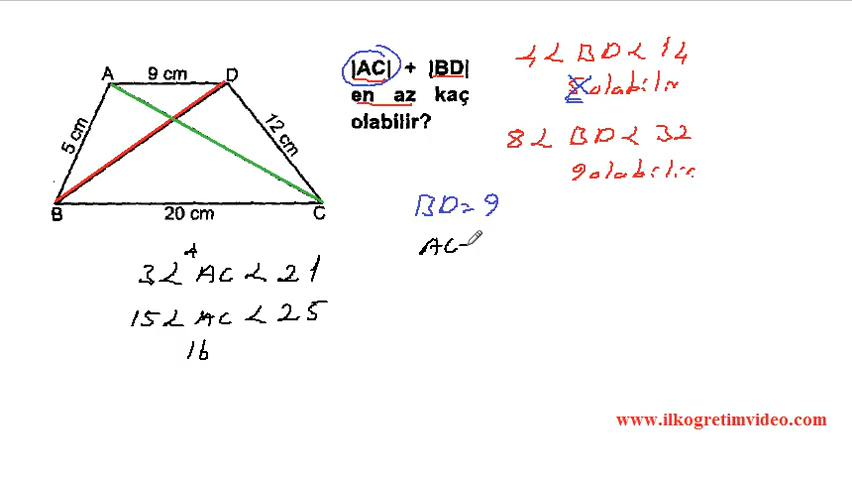 A 9 cm D
5 cm
12 cm
B 20 cm C
|AC| + |BD|
en az kaç
olabilir?
4 < BD < 14
5 olabilir
8 < BD < 32
9 olabilir
BD = 9
AC =
4
3 < AC < 21
15 < AC < 25
16
www.ilkogretimvideo.com